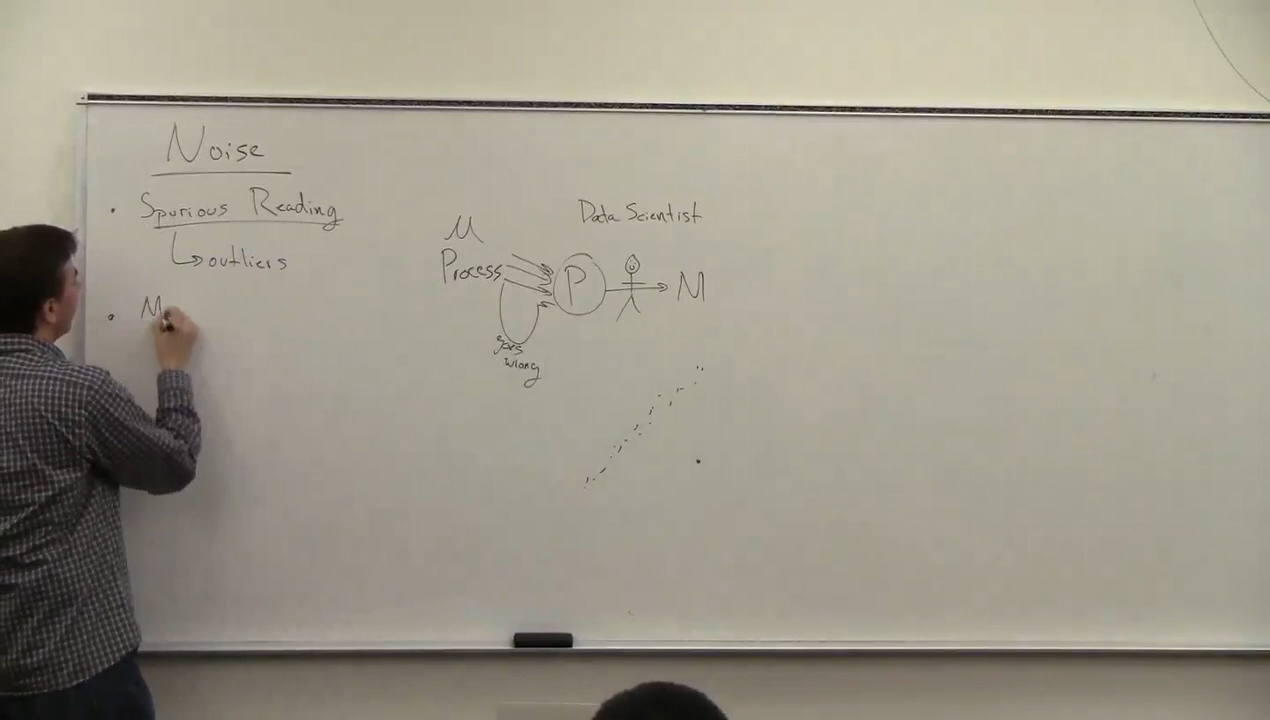 Noise
• Spurious Reading
↳ outliers
• M
Data Scientist
M
Process
P
M
goes
wrong